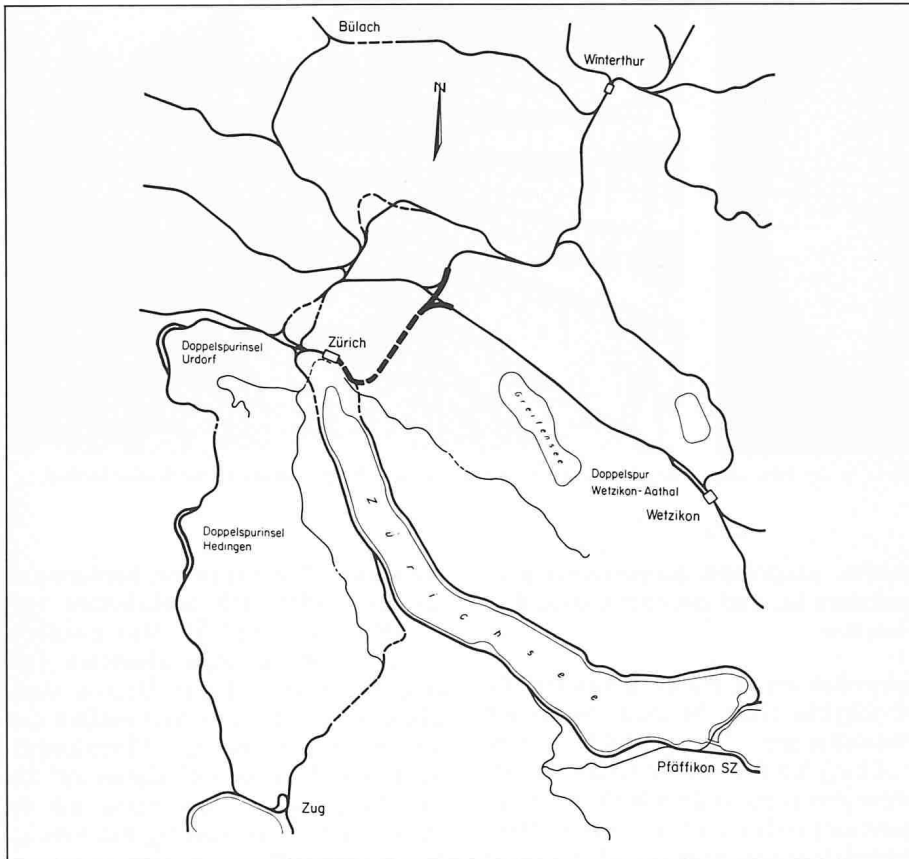 Bülach
Winterthur
N
Zürich
Doppelspurinsel
Urdorf
Greifensee
Doppelspur
Wetzikon-Aathal
Wetzikon
Doppelspurinsel
Hedingen
Zürichsee
Pfäffikon SZ
Zug